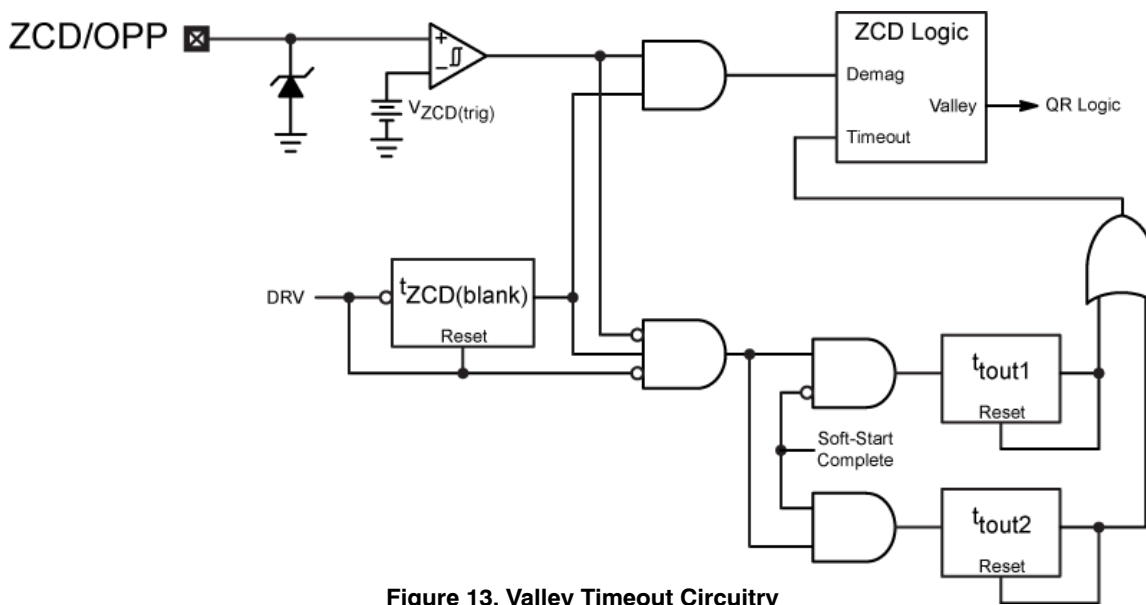 ZCD/OPP
+
−
VZCD(trig)
ZCD Logic
Demag
Valley
QR Logic
Timeout
DRV
tZCD(blank)
Reset
ttout1
Reset
Soft-Start
Complete
ttout2
Reset
Figure 13. Valley Timeout Circuitry